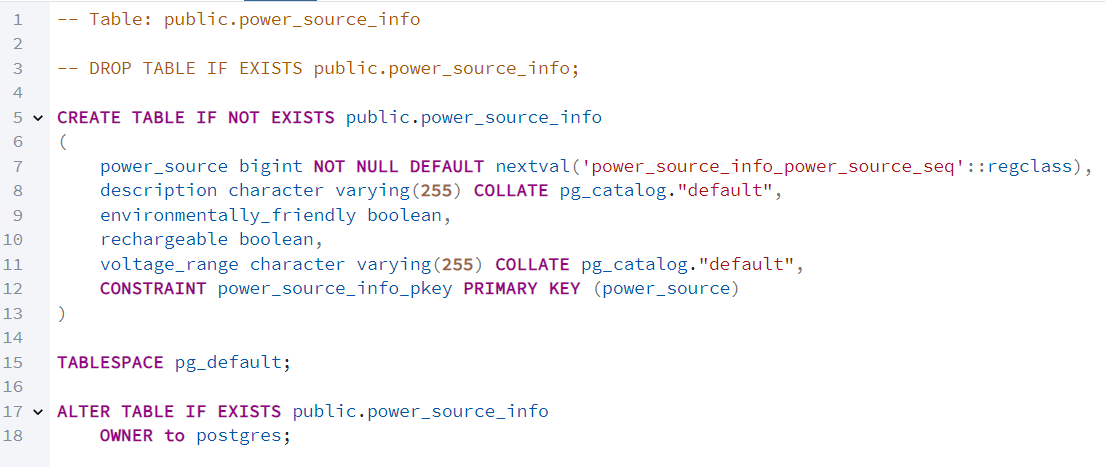 1 -- Table: public.power_source_info
2
3 -- DROP TABLE IF EXISTS public.power_source_info;
4
5 CREATE TABLE IF NOT EXISTS public.power_source_info
6 (
7     power_source bigint NOT NULL DEFAULT nextval('power_source_info_power_source_seq'::regclass),
8     description character varying(255) COLLATE pg_catalog."default",
9     environmentally_friendly boolean,
10     rechargeable boolean,
11     voltage_range character varying(255) COLLATE pg_catalog."default",
12     CONSTRAINT power_source_info_pkey PRIMARY KEY (power_source)
13 )
14
15 TABLESPACE pg_default;
16
17 ALTER TABLE IF EXISTS public.power_source_info
18     OWNER to postgres;